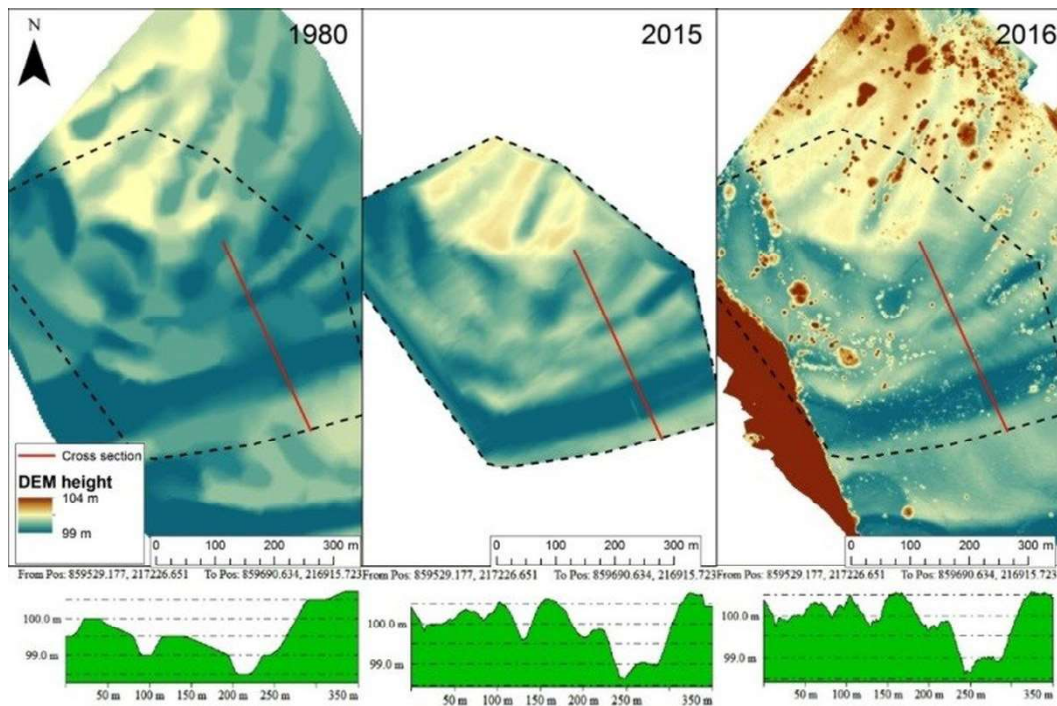 N
1980
2015
2016
Cross section
DEM height
104 m
99 m
0 100 200 300 m
0 100 200 300 m
0 100 200 300 m
From Pos: 859529.177, 217226.651 To Pos: 859690.634, 216915.723
From Pos: 859529.177, 217226.651 To Pos: 859690.634, 216915.723
From Pos: 859529.177, 217226.651 To Pos: 859690.634, 216915.723
100.0 m
99.0 m
50 m 100 m 150 m 200 m 250 m 350 m
100.0 m
99.0 m
50 m 100 m 150 m 200 m 250 m 350 m
100.0 m
99.0 m
50 m 100 m 150 m 200 m 250 m 350 m